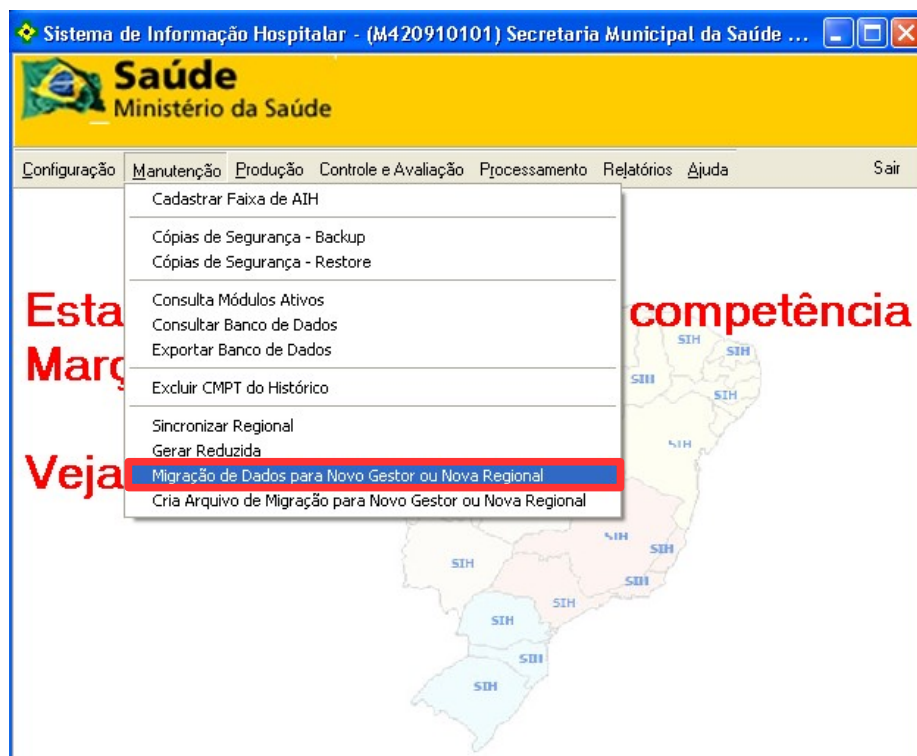 Sistema de Informação Hospitalar - (M420910101) Secretaria Municipal da Saúde ...
Saúde
Ministério da Saúde
Configuração Manutenção Produção Controle e Avaliação Processamento Relatórios Ajuda Sair
Cadastrar Faixa de AIH
Cópias de Segurança - Backup
Cópias de Segurança - Restore
Consulta Módulos Ativos
Consultar Banco de Dados
Exportar Banco de Dados
Excluir CMPT do Histórico
Sincronizar Regional
Gerar Reduzida
Migração de Dados para Novo Gestor ou Nova Regional
Cria Arquivo de Migração para Novo Gestor ou Nova Regional
Esta competência
Març
Veja
SIH
SIH
SIH
SIH
SIH
SIH
SIH
SIH
SIH
SIH
SIH
SIH
SIH